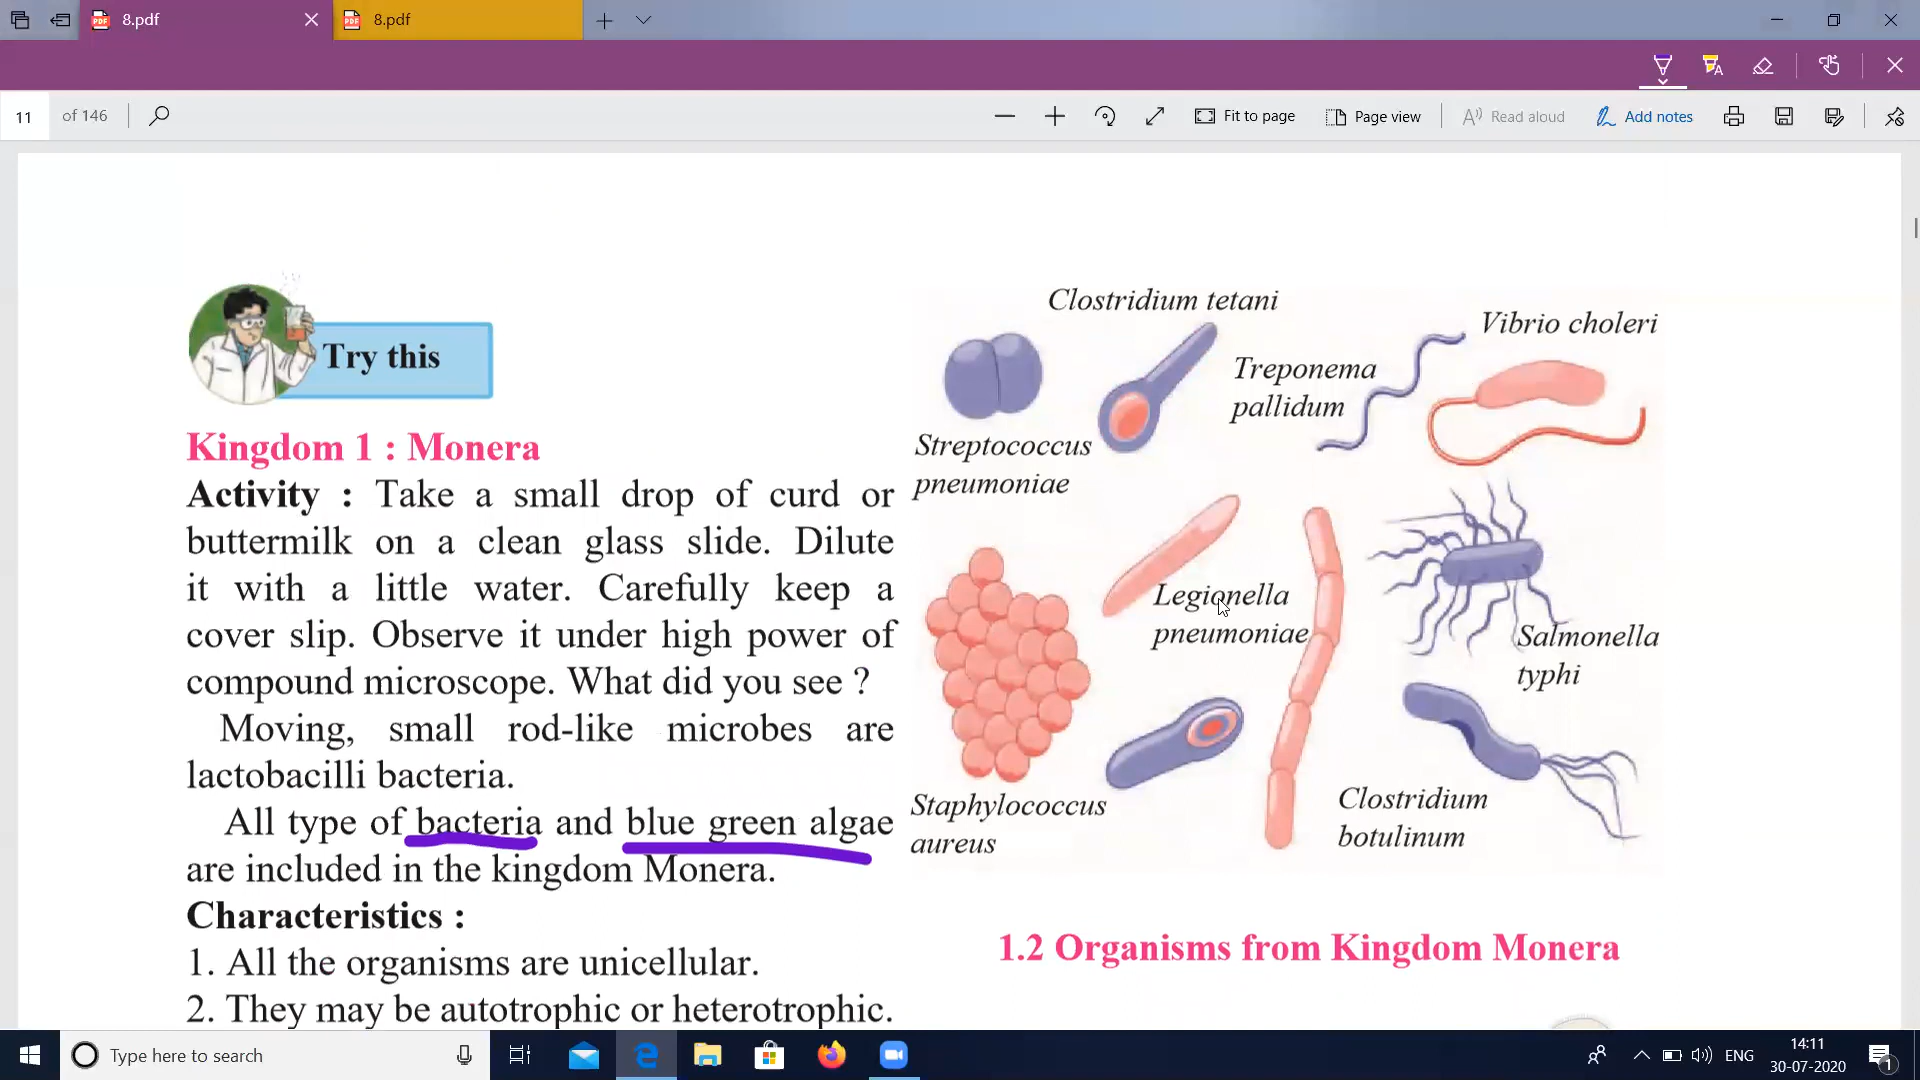 8.pdf
8.pdf
11 of 146
Fit to page
Page view
Read aloud
Add notes
Try this
Kingdom 1 : Monera
Activity : Take a small drop of curd or
buttermilk on a clean glass slide. Dilute
it with a little water. Carefully keep a
cover slip. Observe it under high power of
compound microscope. What did you see ?
Moving, small rod-like microbes are
lactobacilli bacteria.
All type of bacteria and blue green algae
are included in the kingdom Monera.
Characteristics :
1. All the organisms are unicellular.
2. They may be autotrophic or heterotrophic.
Clostridium tetani
Vibrio choleri
Treponema
pallidum
Streptococcus
pneumoniae
Legionella
pneumoniae
Salmonella
typhi
Staphylococcus
aureus
Clostridium
botulinum
1.2 Organisms from Kingdom Monera
Type here to search
ENG
14:11
30-07-2020
1